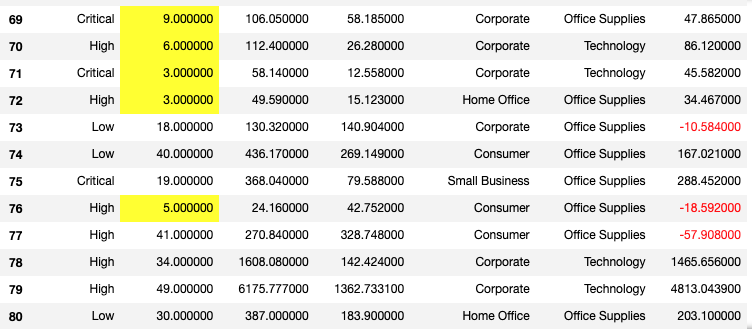 69 Critical 9.000000 106.050000 58.185000 Corporate Office Supplies 47.865000
70 High 6.000000 112.400000 26.280000 Corporate Technology 86.120000
71 Critical 3.000000 58.140000 12.558000 Corporate Technology 45.582000
72 High 3.000000 49.590000 15.123000 Home Office Office Supplies 34.467000
73 Low 18.000000 130.320000 140.904000 Corporate Office Supplies -10.584000
74 Low 40.000000 436.170000 269.149000 Consumer Office Supplies 167.021000
75 Critical 19.000000 368.040000 79.588000 Small Business Office Supplies 288.452000
76 High 5.000000 24.160000 42.752000 Consumer Office Supplies -18.592000
77 High 41.000000 270.840000 328.748000 Consumer Office Supplies -57.908000
78 High 34.000000 1608.080000 142.424000 Corporate Technology 1465.656000
79 High 49.000000 6175.777000 1362.733100 Corporate Technology 4813.043900
80 Low 30.000000 387.000000 183.900000 Home Office Office Supplies 203.100000